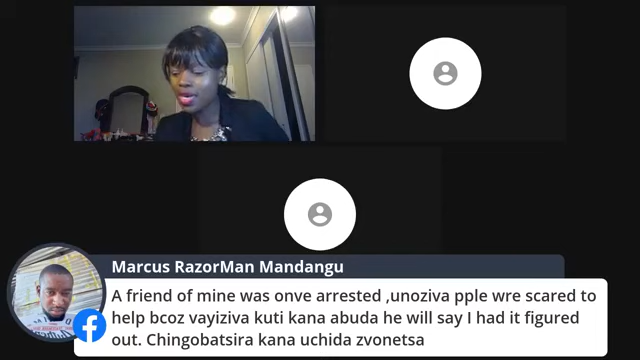 Marcus RazorMan Mandangu
A friend of mine was onve arrested ,unoziva pple wre scared to
help bcoz vayiziva kuti kana abuda he will say I had it figured
out. Chingobatsira kana uchida zvonetsa